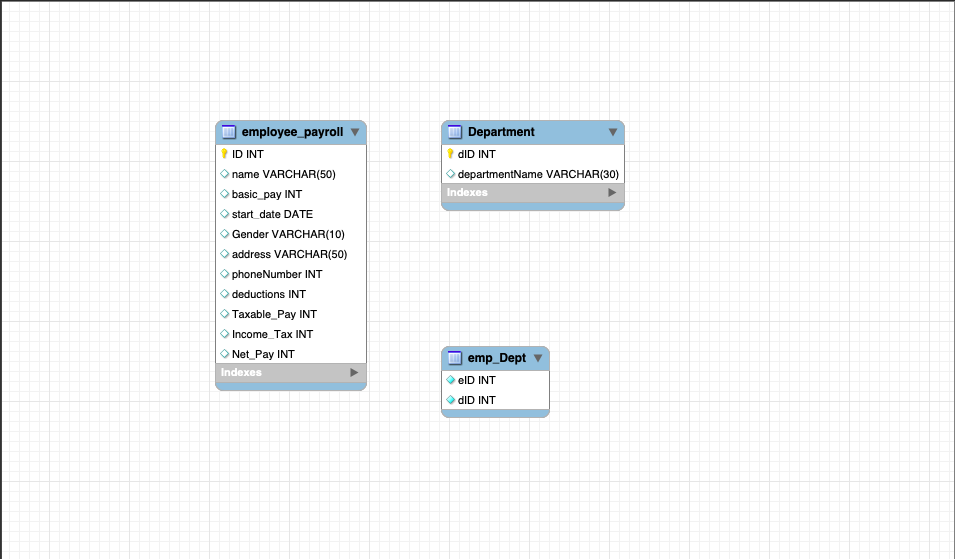 employee_payroll
ID INT
name VARCHAR(50)
basic_pay INT
start_date DATE
Gender VARCHAR(10)
address VARCHAR(50)
phoneNumber INT
deductions INT
Taxable_Pay INT
Income_Tax INT
Net_Pay INT
Indexes
Department
dID INT
departmentName VARCHAR(30)
Indexes
emp_Dept
eID INT
dID INT